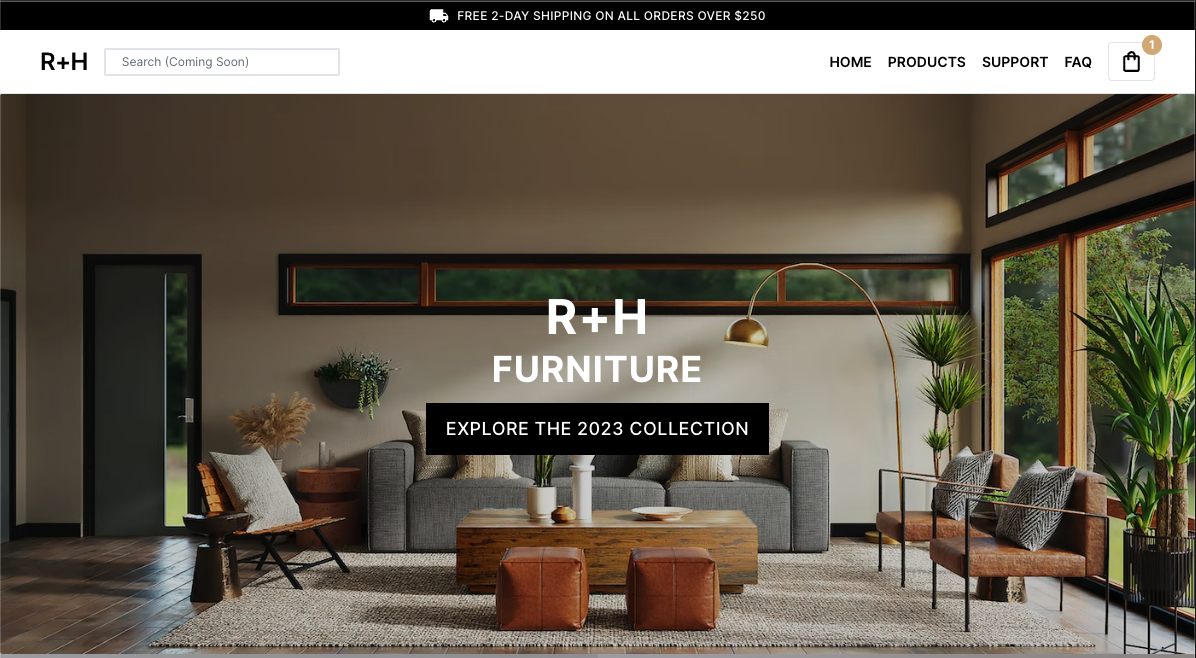 FREE 2-DAY SHIPPING ON ALL ORDERS OVER $250
R+H
Search (Coming Soon)
HOME
PRODUCTS
SUPPORT
FAQ
1
R+H
FURNITURE
EXPLORE THE 2023 COLLECTION